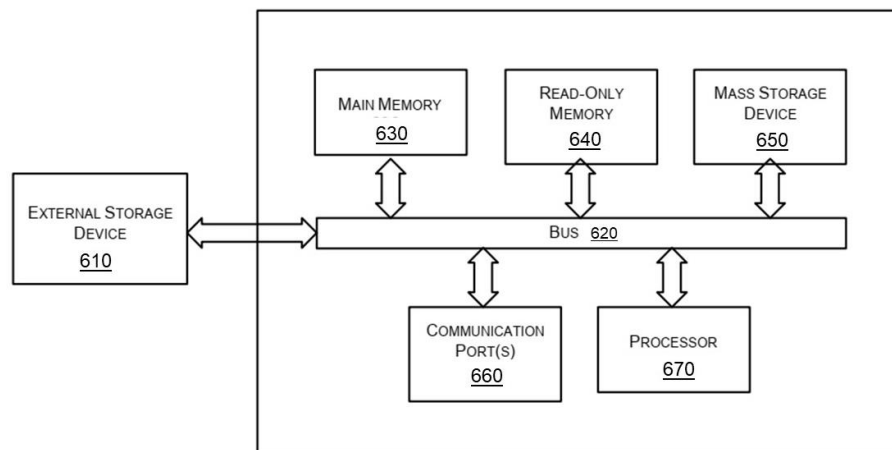 MAIN MEMORY
630
READ-ONLY
MEMORY
640
MASS STORAGE
DEVICE
650
EXTERNAL STORAGE
DEVICE
610
BUS 620
COMMUNICATION
PORT(S)
660
PROCESSOR
670